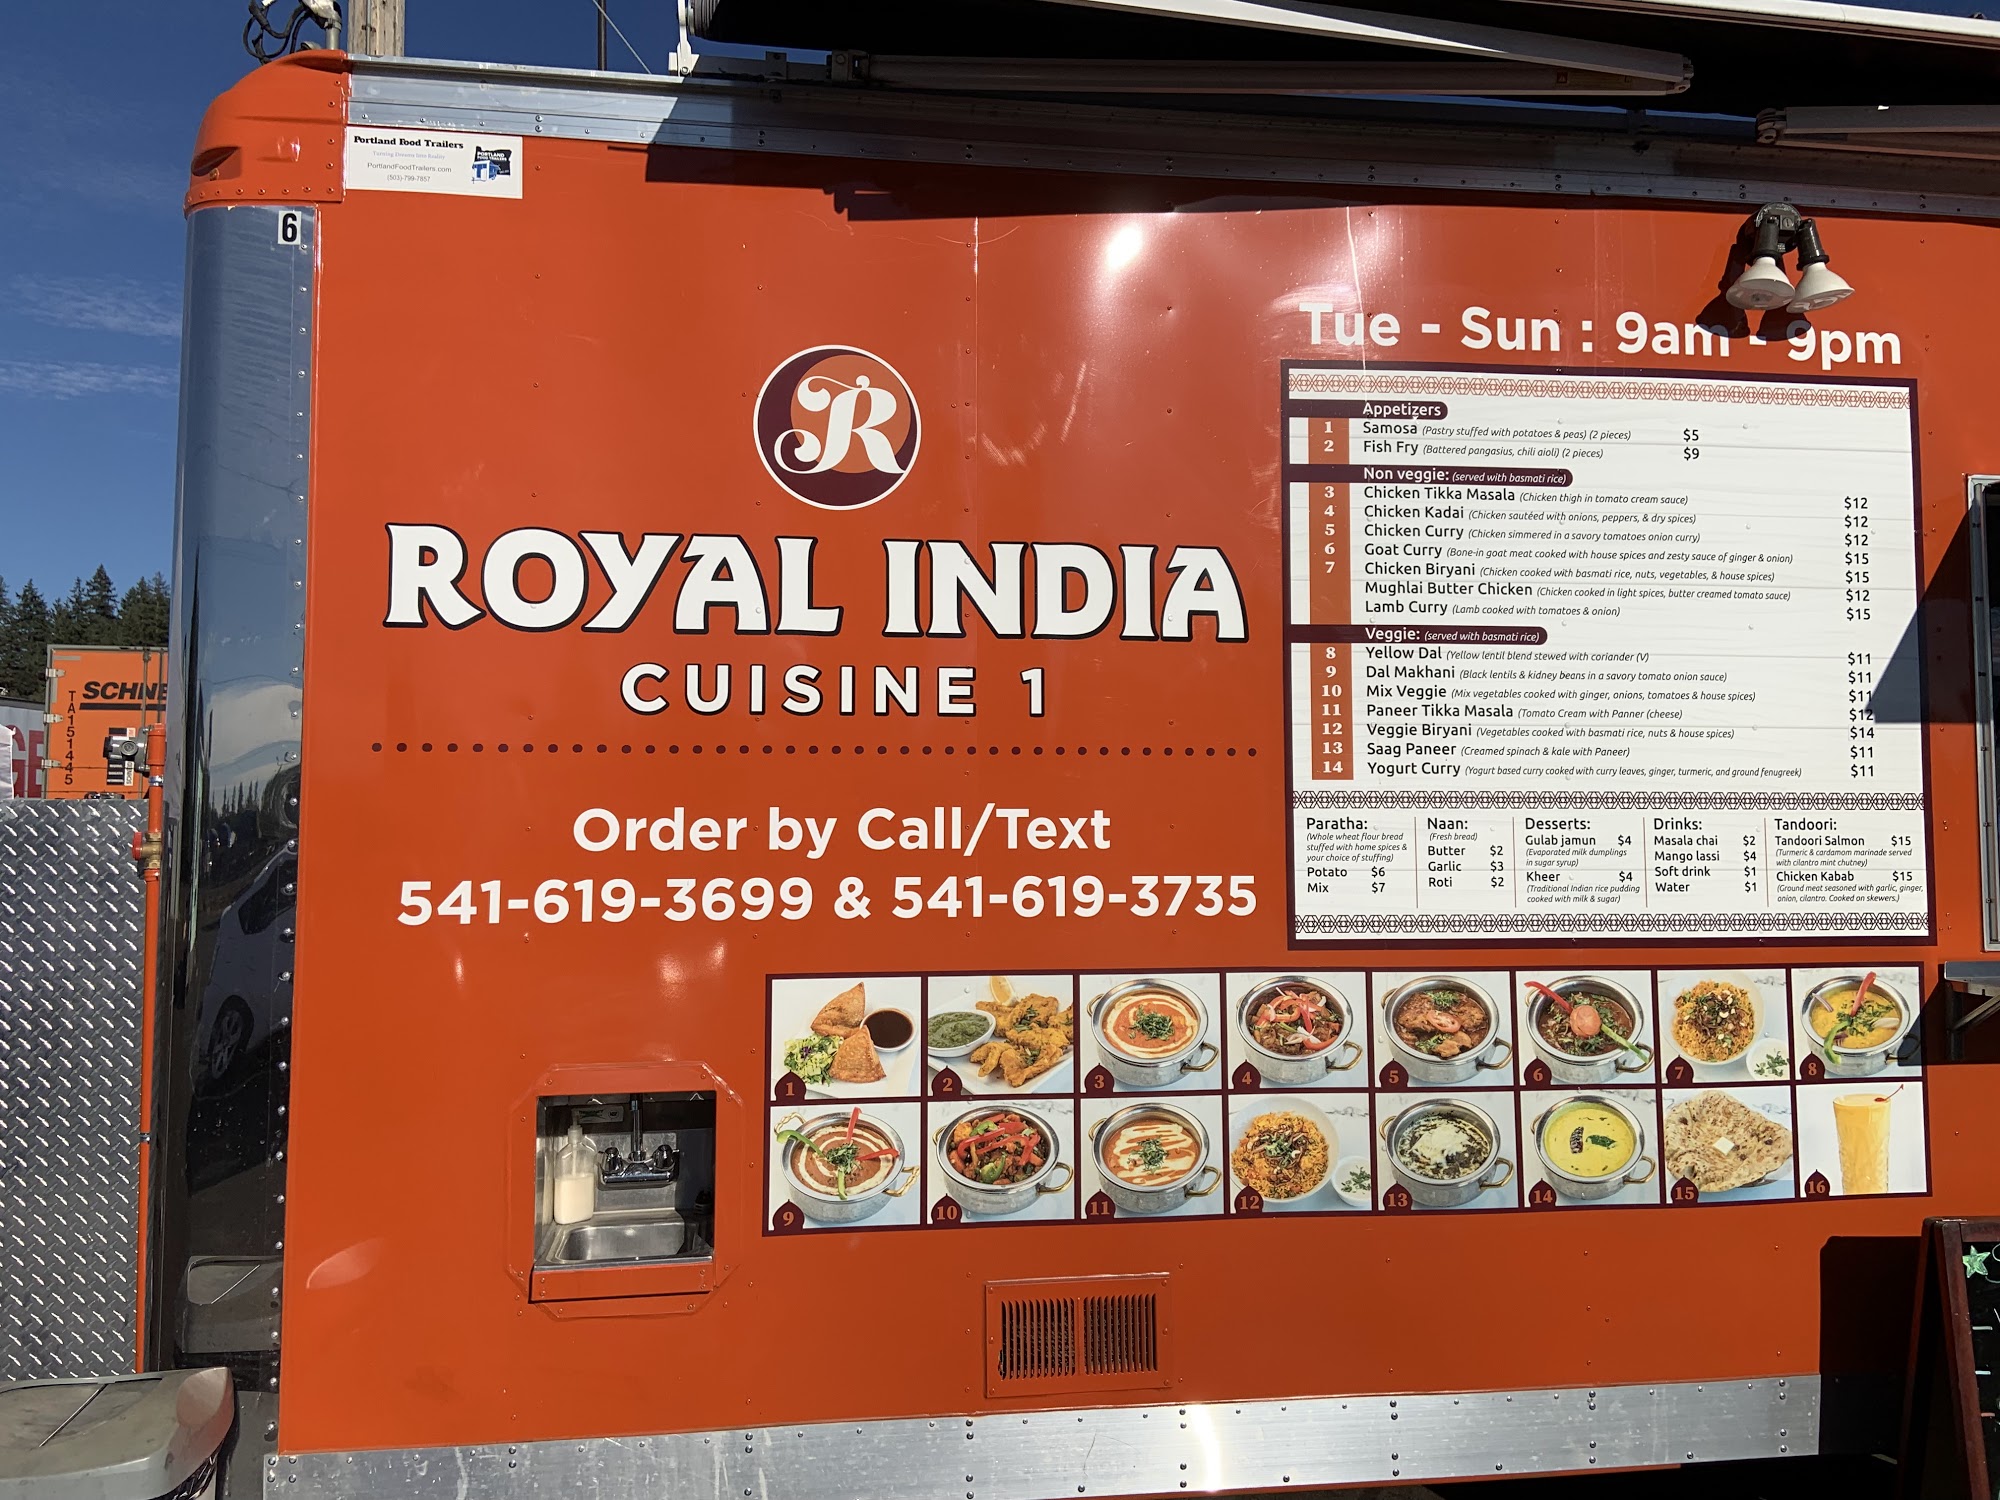 Portland Food Trailers
Turning Dreams Into Reality
PortlandFoodTrailers.com
(503)-799-7857
PORTLAND
FOOD TRAILERS
6
SCHNE
TA151445
R
ROYAL INDIA
CUISINE 1
Order by Call/Text
541-619-3699 & 541-619-3735
Tue - Sun : 9am - 9pm
Appetizers
1 Samosa (Pastry stuffed with potatoes & peas) (2 pieces) $5
2 Fish Fry (Battered pangasius, chili aioli) (2 pieces) $9
Non veggie: (served with basmati rice)
3 Chicken Tikka Masala (Chicken thigh in tomato cream sauce) $12
4 Chicken Kadai (Chicken sautéed with onions, peppers, & dry spices) $12
5 Chicken Curry (Chicken simmered in a savory tomatoes onion curry) $12
6 Goat Curry (Bone-in goat meat cooked with house spices and zesty sauce of ginger & onion) $15
7 Chicken Biryani (Chicken cooked with basmati rice, nuts, vegetables, & house spices) $15
Mughlai Butter Chicken (Chicken cooked in light spices, butter creamed tomato sauce) $12
Lamb Curry (Lamb cooked with tomatoes & onion) $15
Veggie: (served with basmati rice)
8 Yellow Dal (Yellow lentil blend stewed with coriander (V) $11
9 Dal Makhani (Black lentils & kidney beans in a savory tomato onion sauce) $11
10 Mix Veggie (Mix vegetables cooked with ginger, onions, tomatoes & house spices) $11
11 Paneer Tikka Masala (Tomato Cream with Panner (cheese) $12
12 Veggie Biryani (Vegetables cooked with basmati rice, nuts & house spices) $14
13 Saag Paneer (Creamed spinach & kale with Paneer) $11
14 Yogurt Curry (Yogurt based curry cooked with curry leaves, ginger, turmeric, and ground fenugreek) $11
Paratha:
(Whole wheat flour bread
stuffed with home spices &
your choice of stuffing)
Potato $6
Mix $7
Naan:
(Fresh bread)
Butter $2
Garlic $3
Roti $2
Desserts:
Gulab jamun $4
(Evaporated milk dumplings
in sugar syrup)
Kheer $4
(Traditional Indian rice pudding
cooked with milk & sugar)
Drinks:
Masala chai $2
Mango lassi $4
Soft drink $1
Water $1
Tandoori:
Tandoori Salmon $15
(Turmeric & cardamom marinade served
with cilantro mint chutney)
Chicken Kabab $15
(Ground meat seasoned with garlic, ginger,
onion, cilantro. Cooked on skewers.)
1 2 3 4 5 6 7 8
9 10 11 12 13 14 15 16